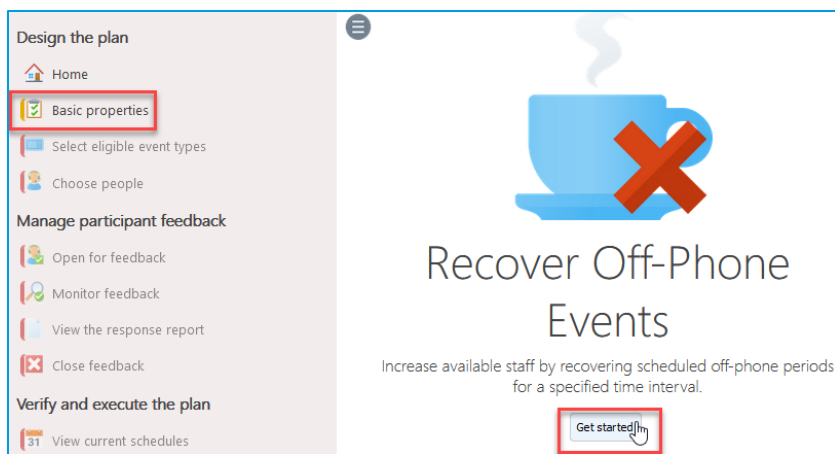 Design the plan
Home
Basic properties
Select eligible event types
Choose people
Manage participant feedback
Open for feedback
Monitor feedback
View the response report
Close feedback
Verify and execute the plan
31 View current schedules
Recover Off-Phone
Events
Increase available staff by recovering scheduled off-phone periods
for a specified time interval.
Get started